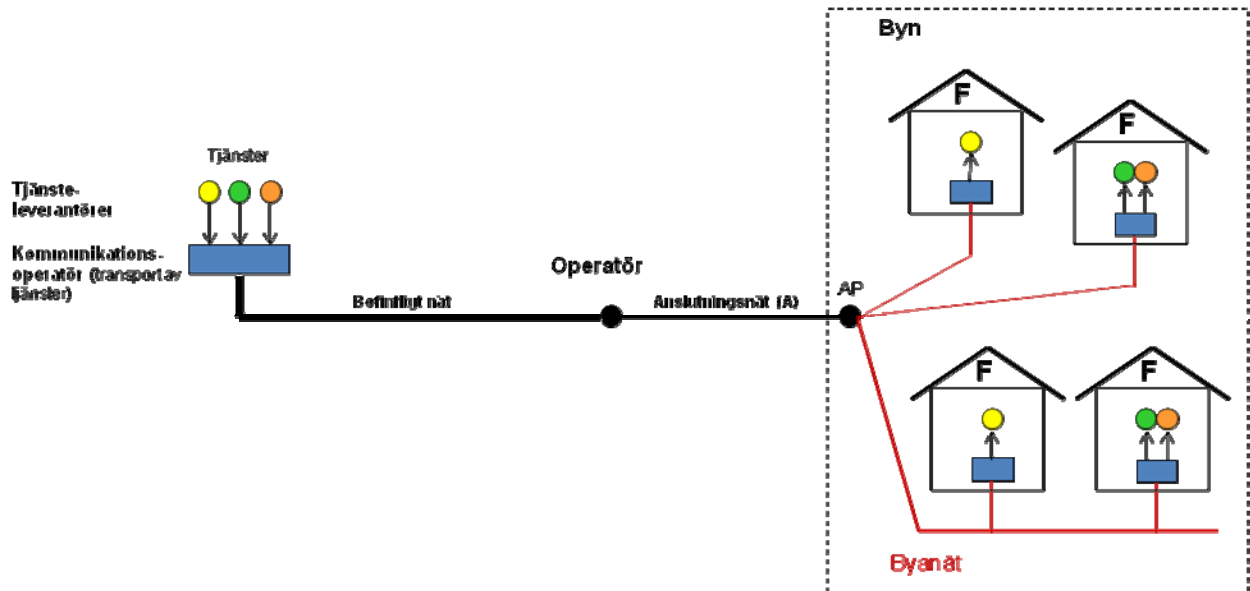 Byn
F
F
Tjänster
Tjänste-
leverantörer
Kommunikations-
operatör (transport av
tjänster)
Operatör
Befintligt nät
Anslutningsnät (A)
AP
F
F
Byanät